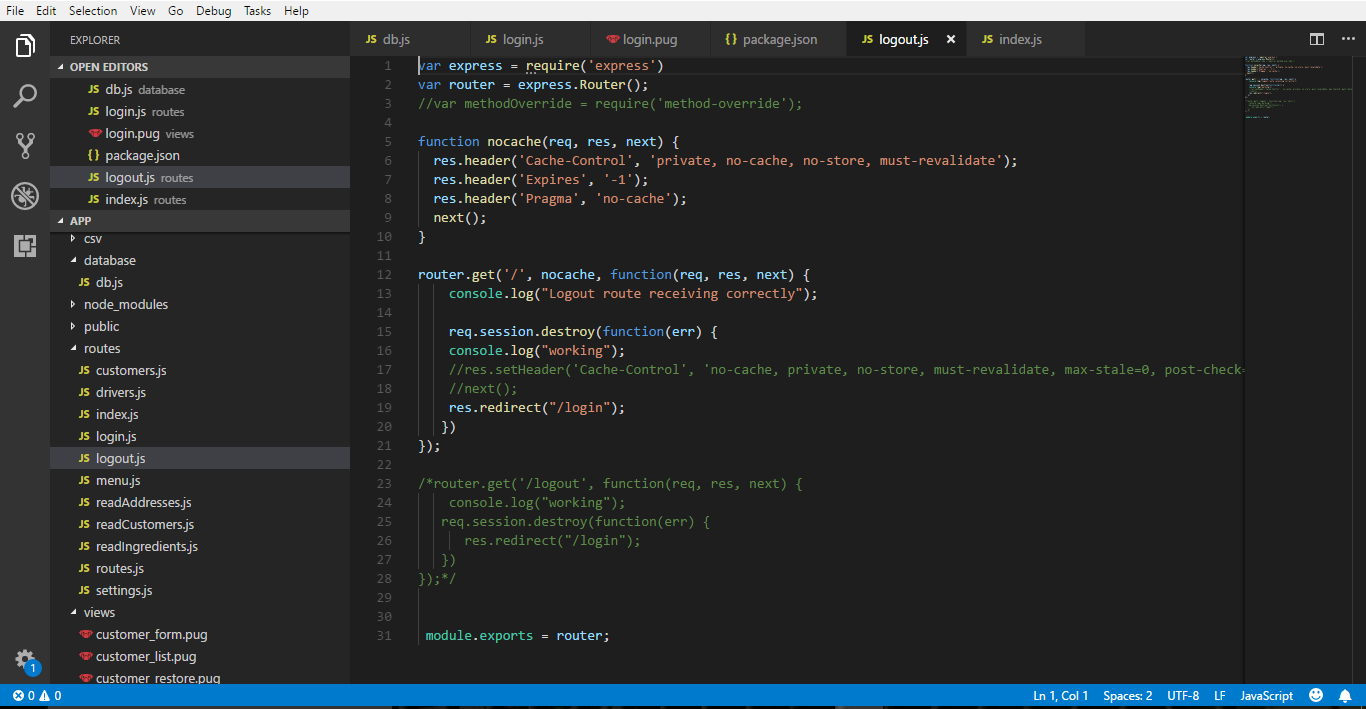 File Edit Selection View Go Debug Tasks Help
EXPLORER
OPEN EDITORS
JS db.js database
JS login.js routes
login.pug views
{} package.json
JS logout.js routes
JS index.js routes
APP
csv
database
JS db.js
node_modules
public
routes
JS customers.js
JS drivers.js
JS index.js
JS login.js
JS logout.js
JS menu.js
JS readAddresses.js
JS readCustomers.js
JS readIngredients.js
JS routes.js
JS settings.js
views
customer_form.pug
customer_list.pug
customer_restore.pug
1
JS db.js JS login.js login.pug {} package.json JS logout.js × JS index.js
1 var express = require('express')
2 var router = express.Router();
3 //var methodOverride = require('method-override');
4
5 function nocache(req, res, next) {
6 res.header('Cache-Control', 'private, no-cache, no-store, must-revalidate');
7 res.header('Expires', '-1');
8 res.header('Pragma', 'no-cache');
9 next();
10 }
11
12 router.get('/', nocache, function(req, res, next) {
13 console.log("Logout route receiving correctly");
14
15 req.session.destroy(function(err) {
16 console.log("working");
17 //res.setHeader('Cache-Control', 'no-cache, private, no-store, must-revalidate, max-stale=0, post-check=
18 //next();
19 res.redirect("/login");
20 })
21 });
22
23 /*router.get('/logout', function(req, res, next) {
24 console.log("working");
25 req.session.destroy(function(err) {
26 res.redirect("/login");
27 })
28 });*/
29
30
31 module.exports = router;
0 0
Ln 1, Col 1 Spaces: 2 UTF-8 LF JavaScript